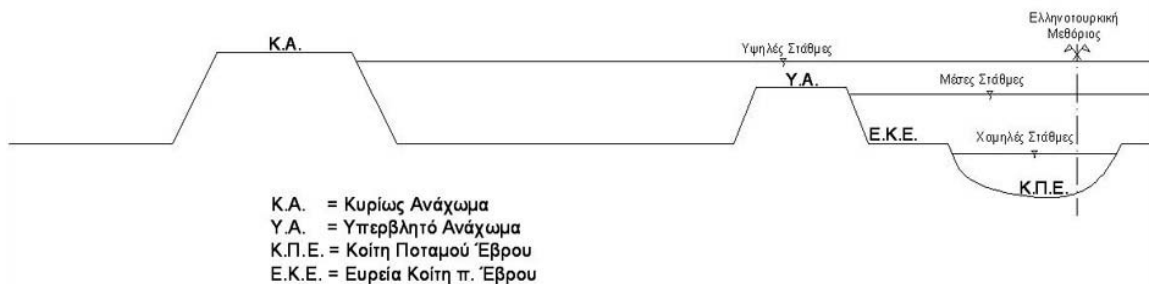 Ελληνοτουρκική
Μεθόριος
Κ.Α.
Υψηλές Στάθμες
Υ.Α.
Μέσες Στάθμες
Ε.Κ.Ε.
Χαμηλές Στάθμες
Κ.Π.Ε.
Κ.Α. = Κυρίως Ανάχωμα
Υ.Α. = Υπερβλητό Ανάχωμα
Κ.Π.Ε. = Κοίτη Ποταμού Έβρου
Ε.Κ.Ε. = Ευρεία Κοίτη π. Έβρου